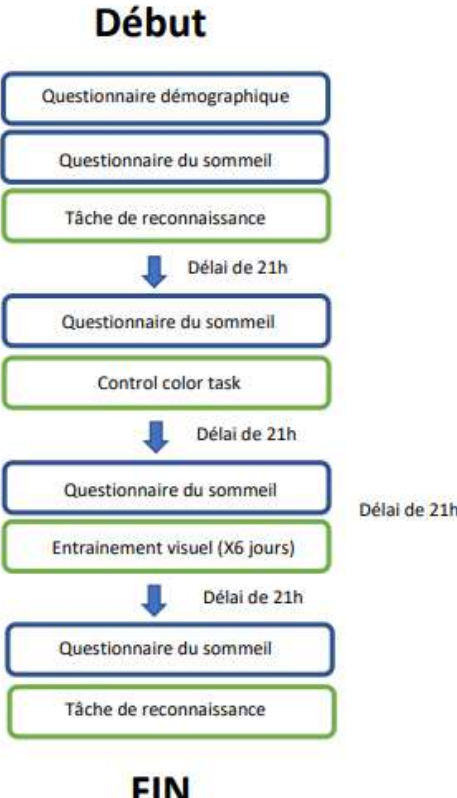 Début
Questionnaire démographique
Questionnaire du sommeil
Tâche de reconnaissance
Délai de 21h
Questionnaire du sommeil
Control color task
Délai de 21h
Questionnaire du sommeil
Délai de 21h
Entrainement visuel (X6 jours)
Délai de 21h
Questionnaire du sommeil
Tâche de reconnaissance
FIN